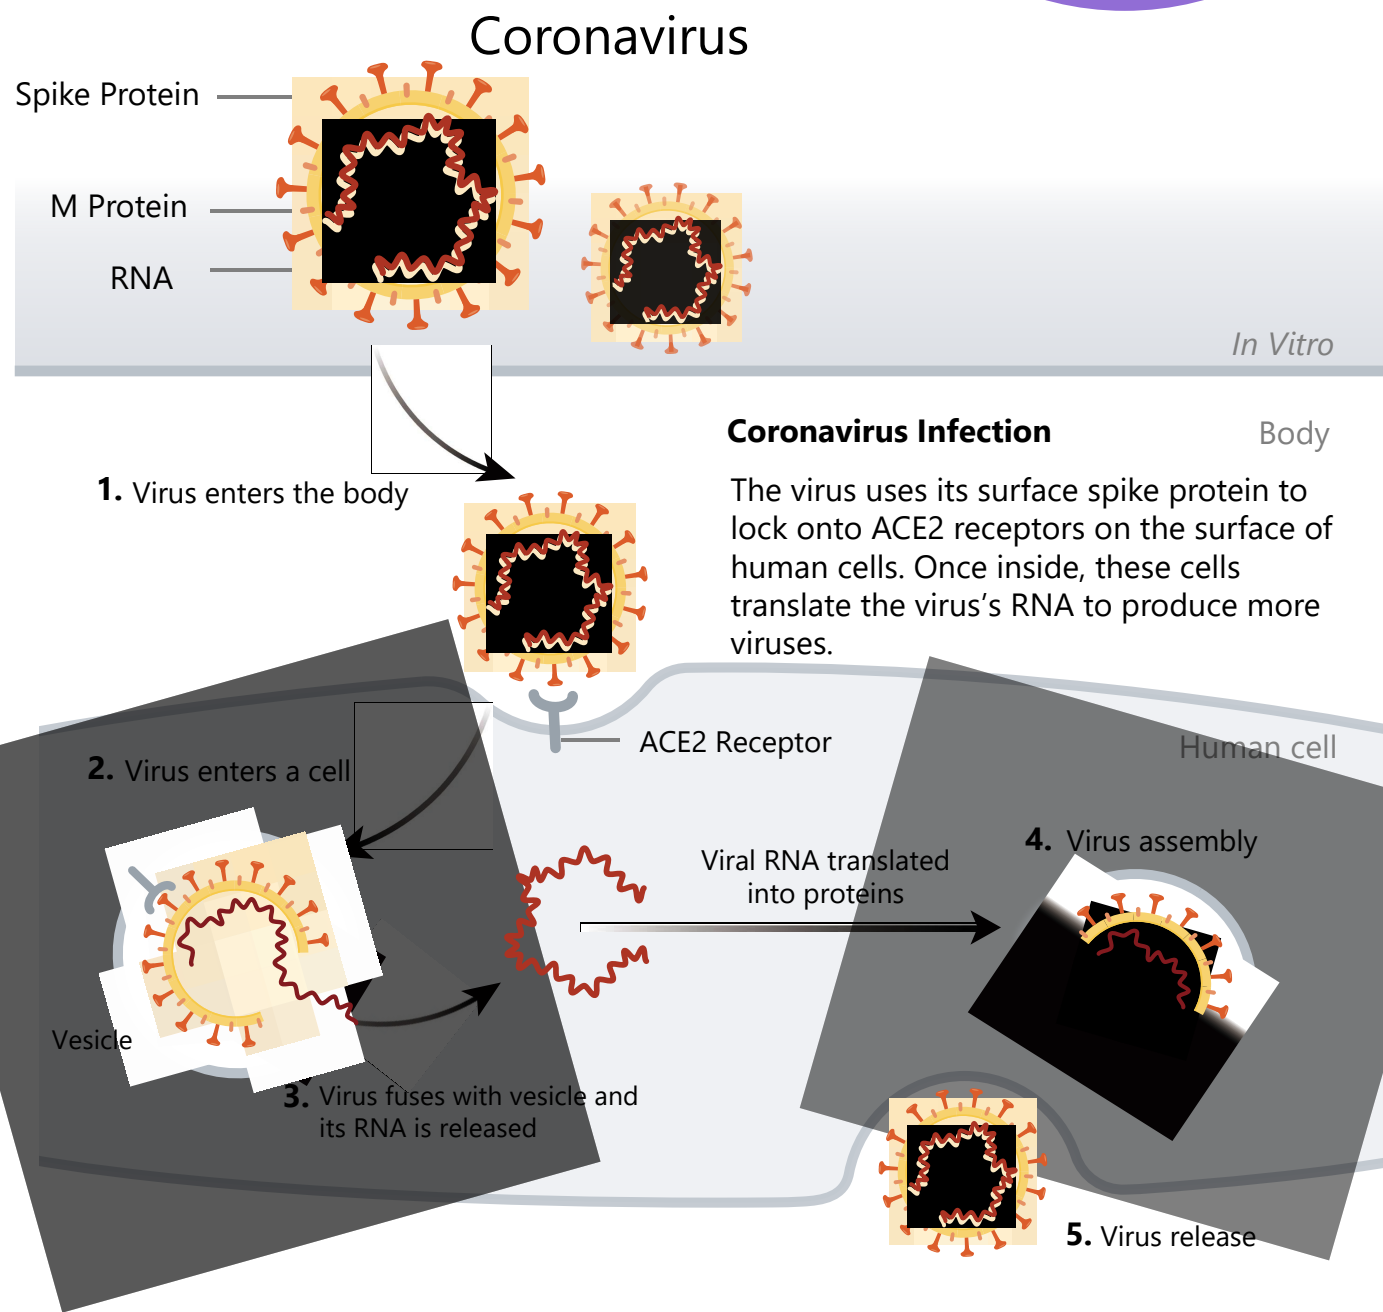 Coronavirus
Spike Protein
M Protein
RNA
In Vitro
Coronavirus Infection
Body
1. Virus enters the body
The virus uses its surface spike protein to
lock onto ACE2 receptors on the surface of
human cells. Once inside, these cells
translate the virus’s RNA to produce more
viruses.
ACE2 Receptor
Human cell
2. Virus enters a cell
Viral RNA translated
into proteins
4. Virus assembly
Vesicle
3. Virus fuses with vesicle and
its RNA is released
5. Virus release